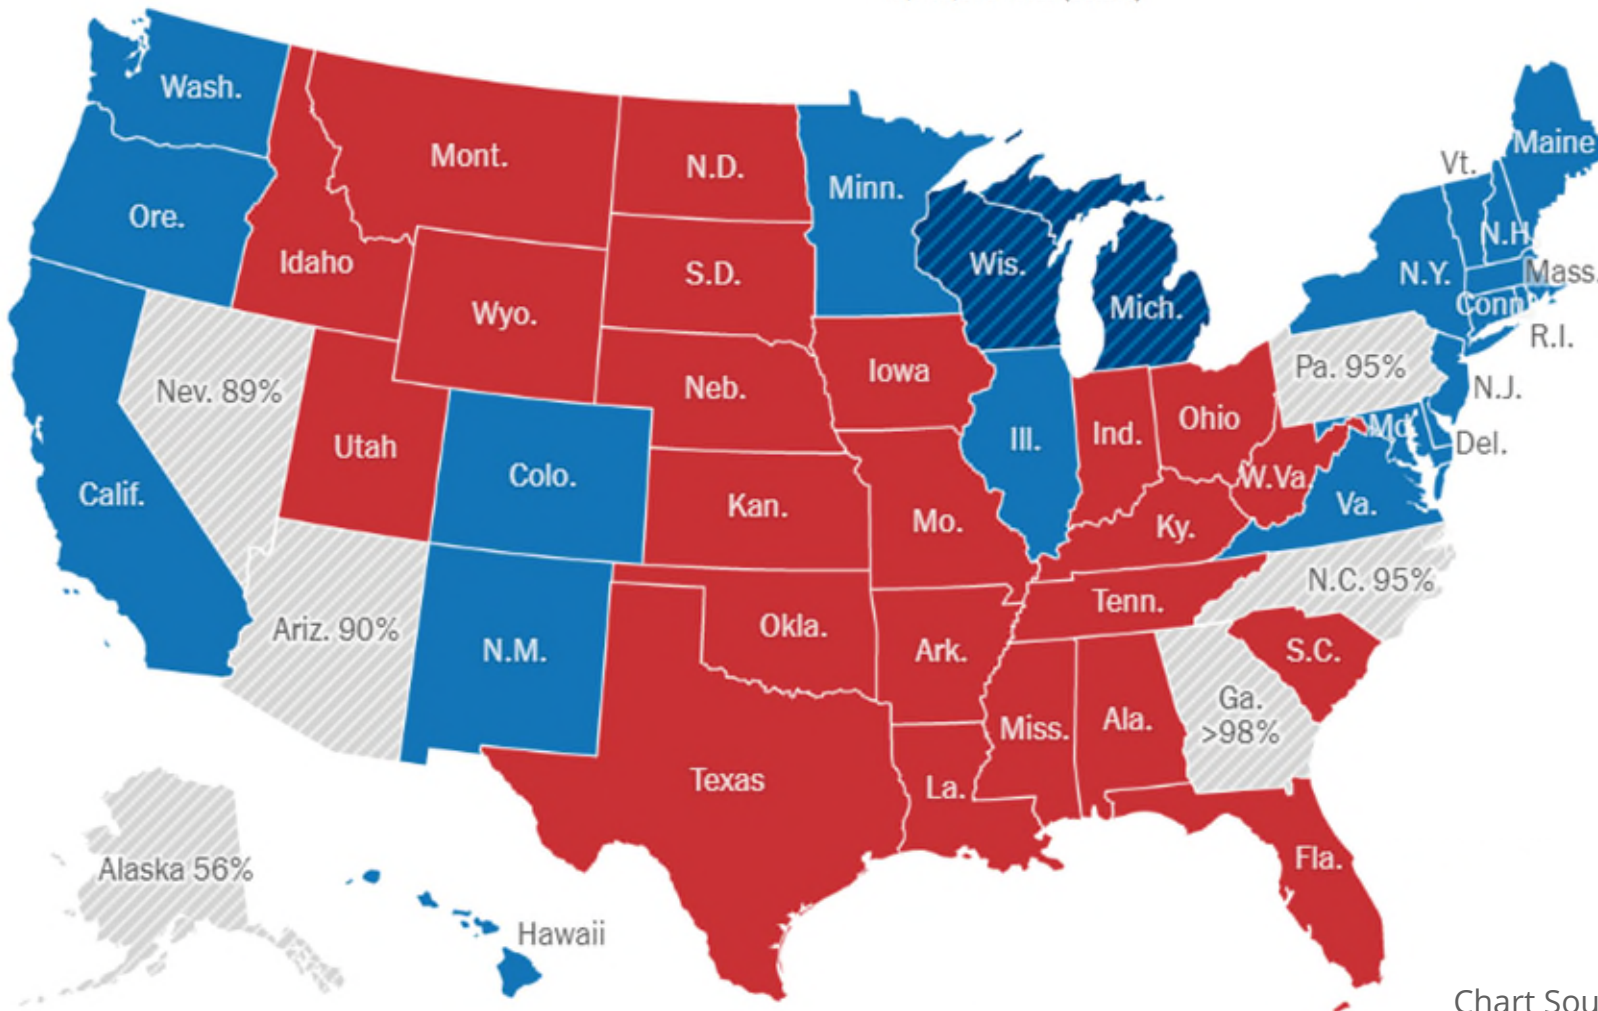 Wash.
Mont.
N.D.
Minn.
Maine
Vt.
Ore.
Idaho
S.D.
Wis.
Mich.
N.H.
N.Y.
Mass.
Conn.
R.I.
Wyo.
Nev. 89%
Neb.
Iowa
Pa. 95%
N.J.
Utah
Colo.
Ill.
Ind.
Ohio
Md.
Del.
Calif.
Kan.
Mo.
W.Va.
Va.
Ky.
Ariz. 90%
N.M.
Okla.
Ark.
Tenn.
N.C. 95%
S.C.
Texas
La.
Miss.
Ala.
Ga.
>98%
Alaska 56%
Hawaii
Fla.
Chart Sou